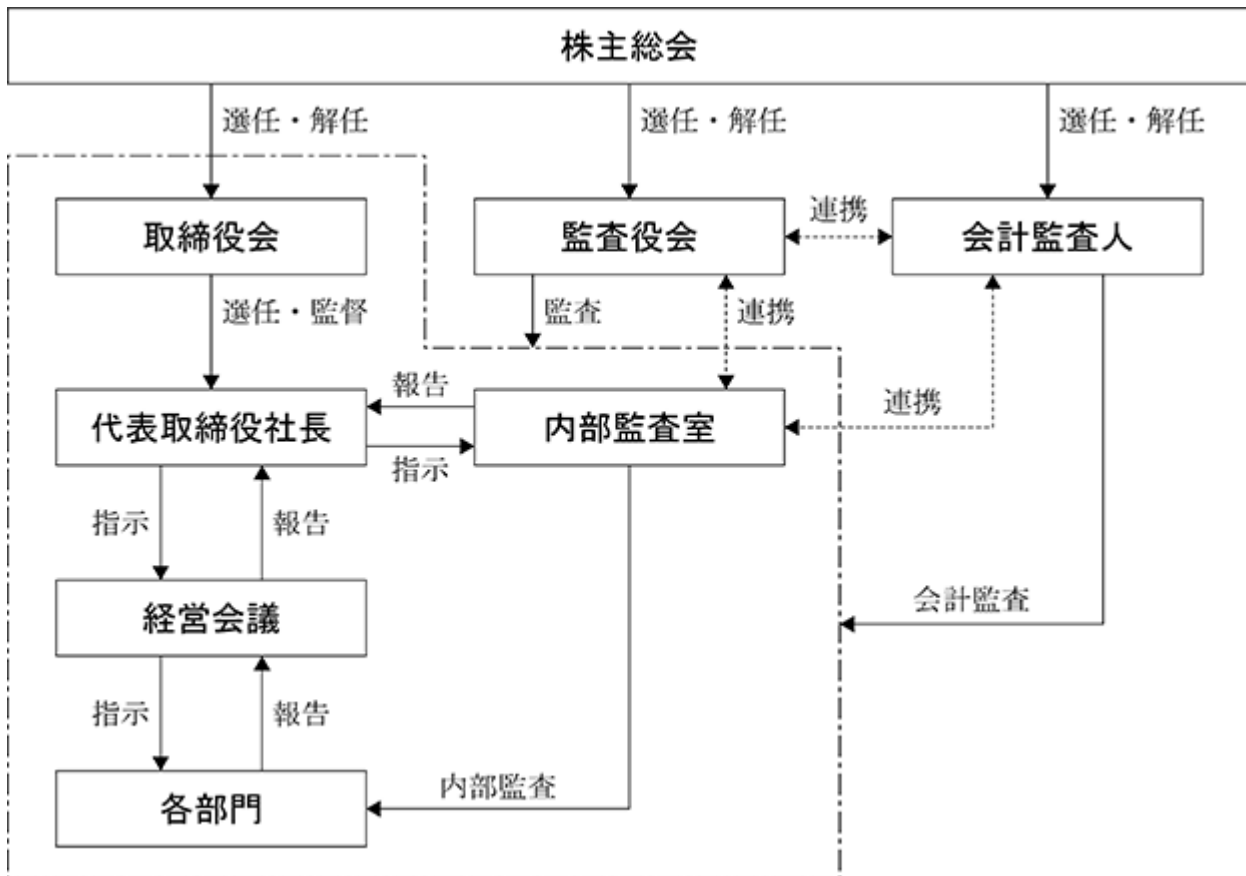 株主総会
選任・解任
選任・解任
選任・解任
取締役会
監査役会
連携
会計監査人
選任・監督
監査
連携
代表取締役社長
報告
指示
内部監査室
連携
指示
報告
経営会議
会計監査
指示
報告
各部門
内部監査